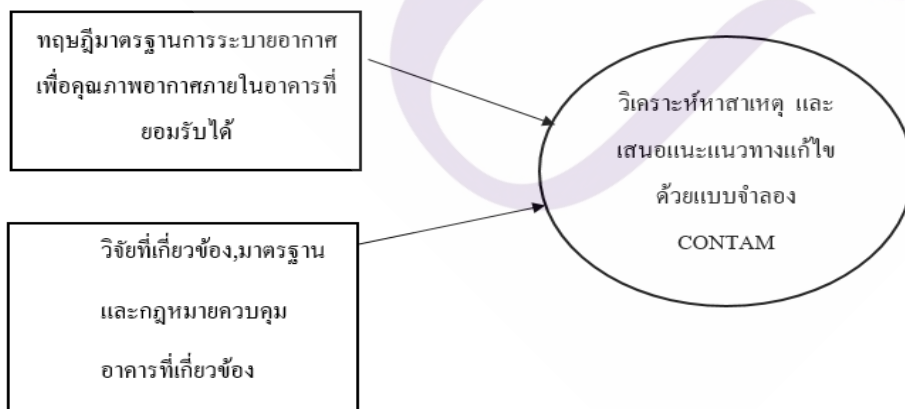 ทฤษฎีมาตรฐานการระบายอากาศ
เพื่อคุณภาพอากาศภายในอาคารที่
ยอมรับได้
วิเคราะห์หาสาเหตุ และ
เสนอแนะแนวทางแก้ไข
ด้วยแบบจำลอง
CONTAM
วิจัยที่เกี่ยวข้อง,มาตรฐาน
และกฎหมายควบคุม
อาคารที่เกี่ยวข้อง